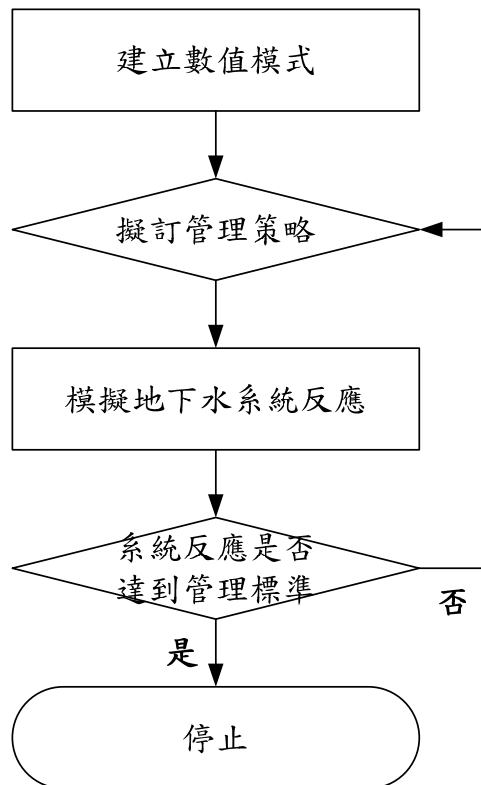 建立數值模式
擬訂管理策略
模擬地下水系統反應
系統反應是否
達到管理標準
否
是
停止